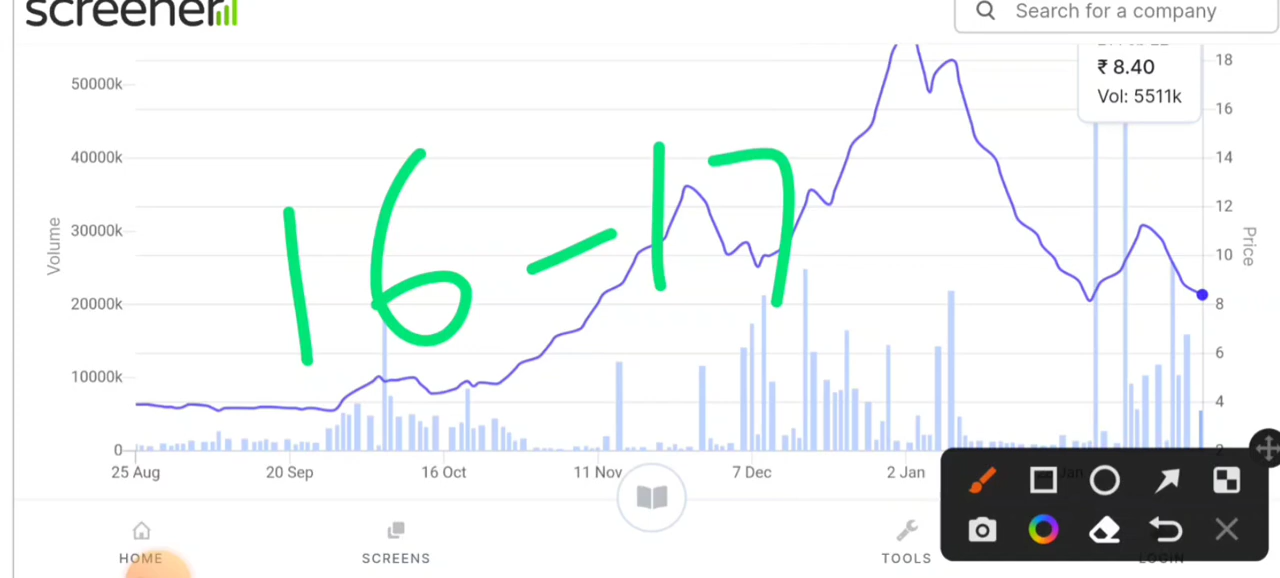 screener
Search for a company
50000k
40000k
30000k
20000k
10000k
0
Volume
18
16
14
12
10
8
6
4
2
Price
₹ 8.40
Vol: 5511k
16-17
25 Aug
20 Sep
16 Oct
11 Nov
7 Dec
2 Jan
Jan
HOME
SCREENS
TOOLS
LOGIN